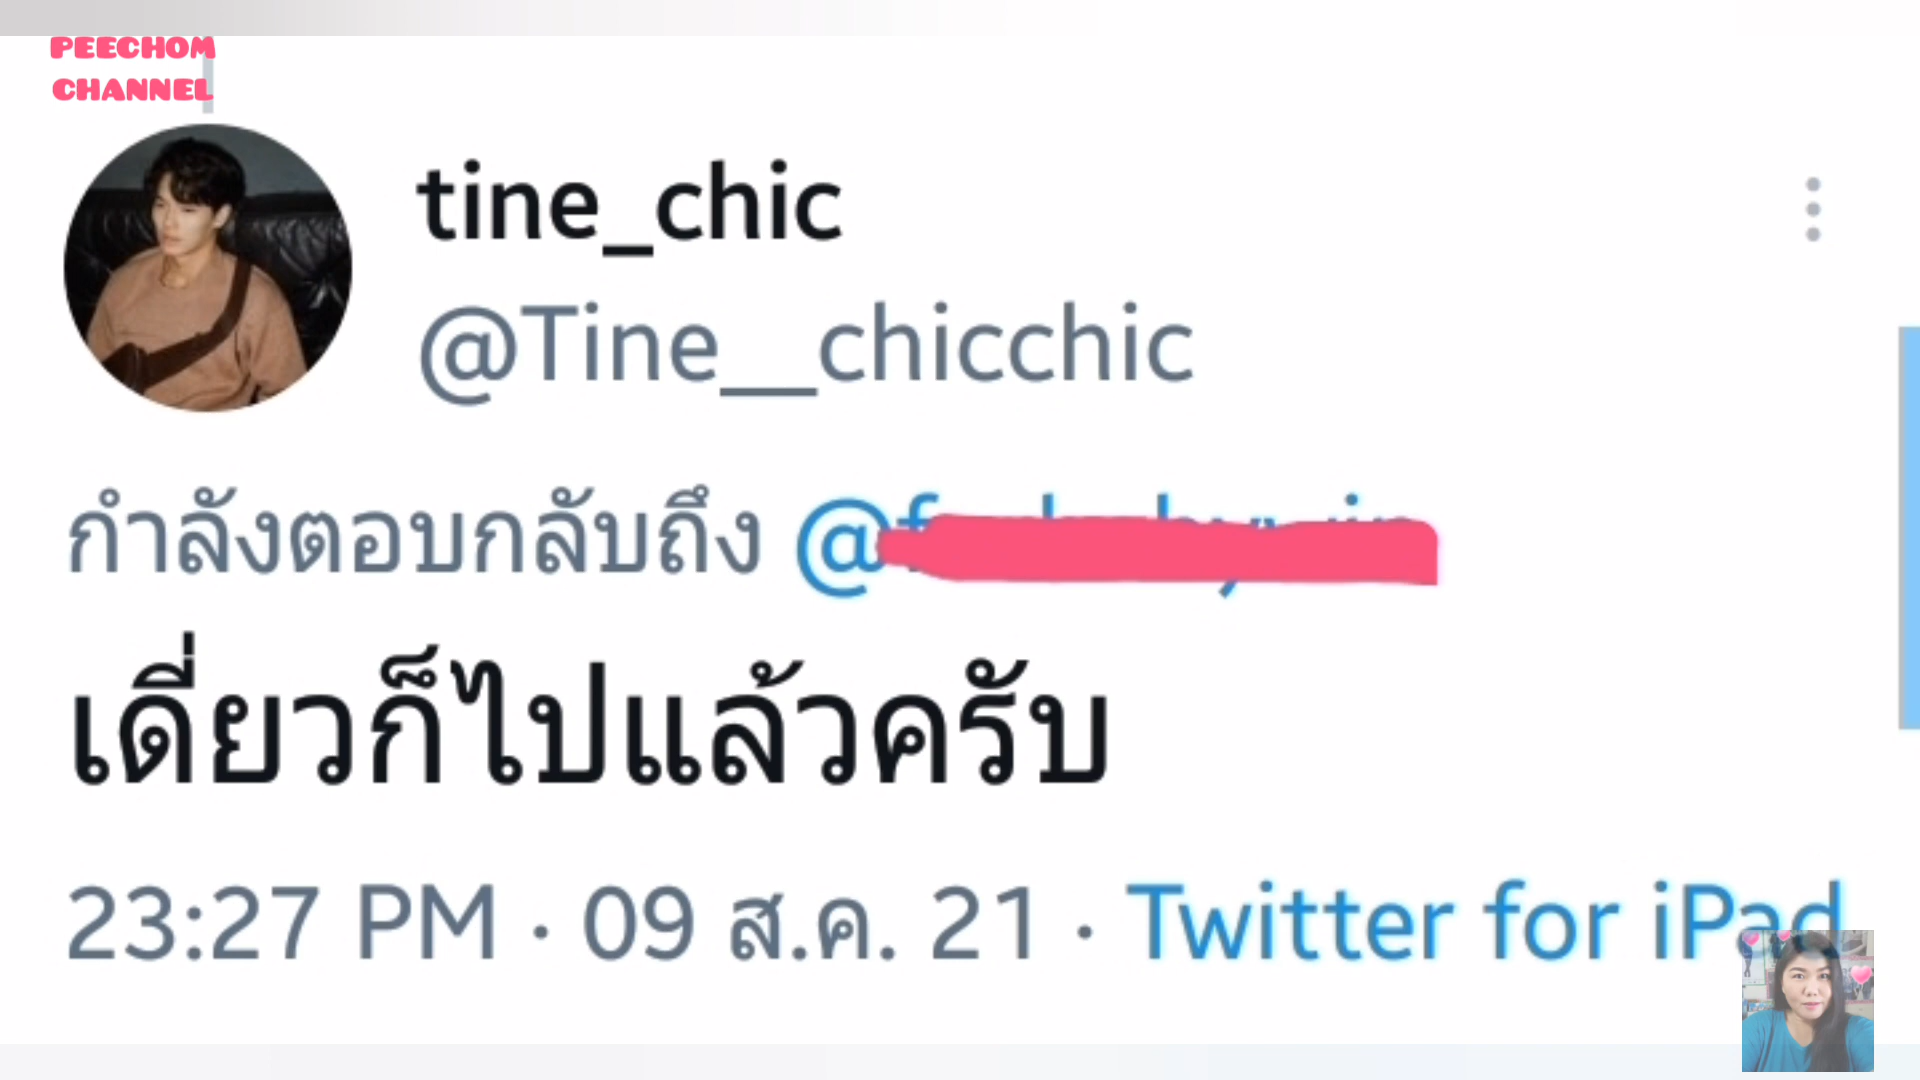 PEECHOM
CHANNEL
tine_chic
@Tine__chicchic
กำลังตอบกลับถึง
เดี่ยวก็ไปแล้วครับ
23:27 PM · 09 ส.ค. 21 · Twitter for iPad